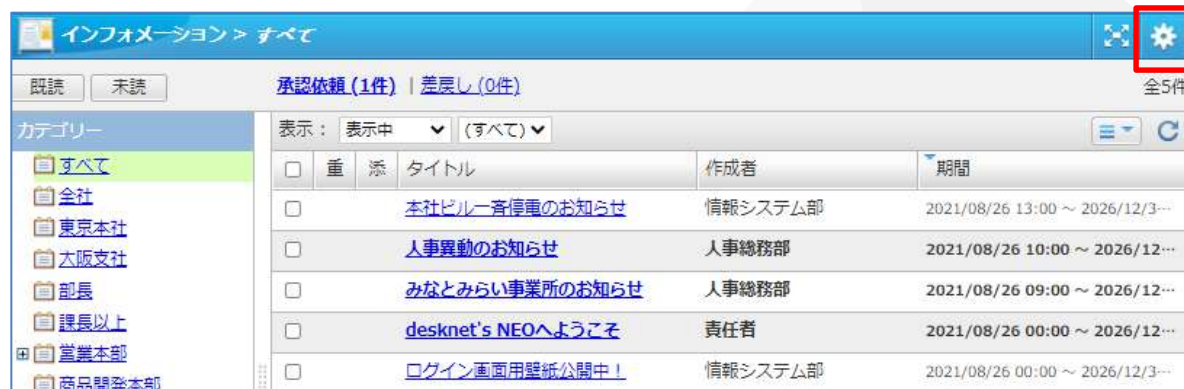 インフォメーション > すべて
既読 未読 承認依頼 (1件) | 差戻し (0件) 全5件
カテゴリー 表示 : 表示中 (すべて)
すべて 重 添 タイトル 作成者 期間
全社 本社ビル一斉停電のお知らせ 情報システム部 2021/08/26 13:00 ~ 2026/12/3…
東京本社
大阪支社 人事異動のお知らせ 人事総務部 2021/08/26 10:00 ~ 2026/12…
部長 みなとみらい事業所のお知らせ 人事総務部 2021/08/26 09:00 ~ 2026/12…
課長以上 desknet's NEOへようこそ 責任者 2021/08/26 00:00 ~ 2026/12…
営業本部
商品開発本部 ログイン画面用壁紙公開中！ 情報システム部 2021/08/26 00:00 ~ 2026/12/3…